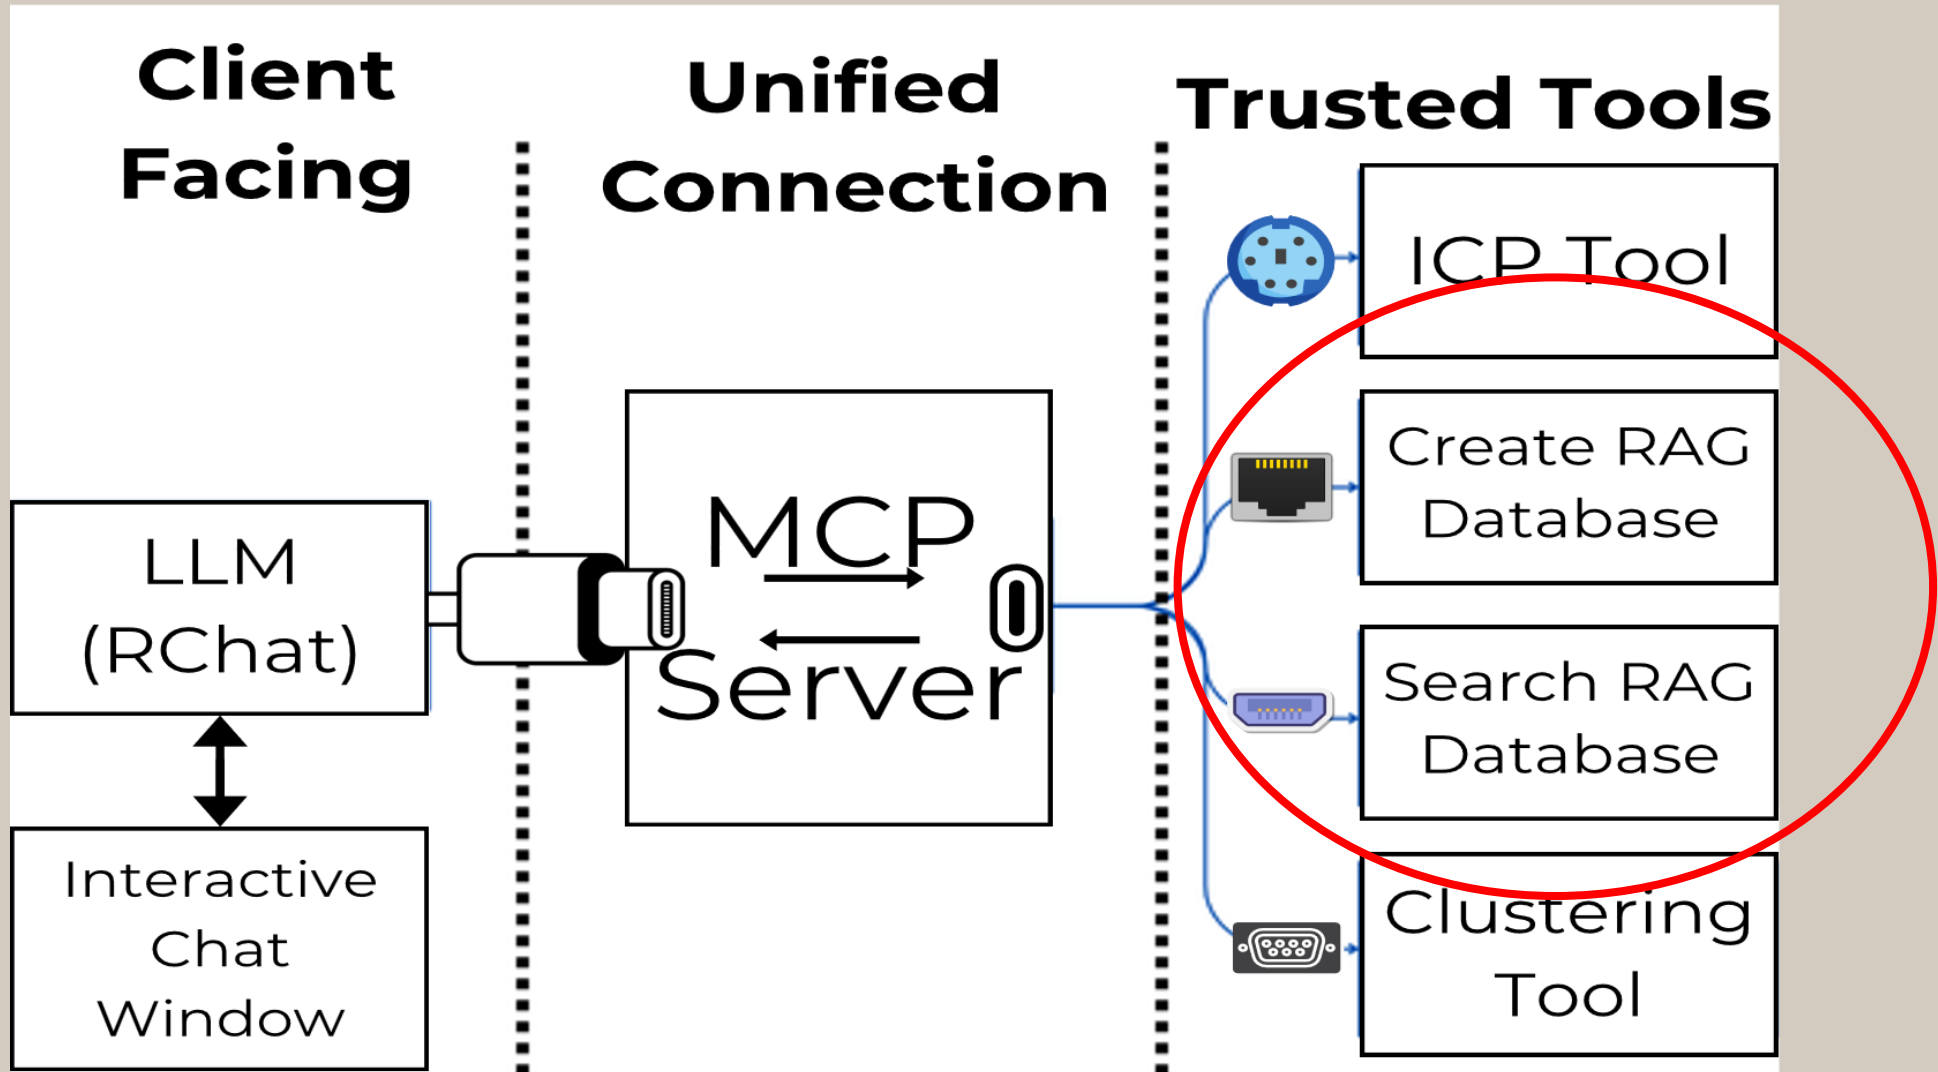 Client
Facing
Unified
Connection
Trusted Tools
LLM
(RChat)
Interactive
Chat
Window
MCP
Server
ICP Tool
Create RAG
Database
Search RAG
Database
Clustering
Tool